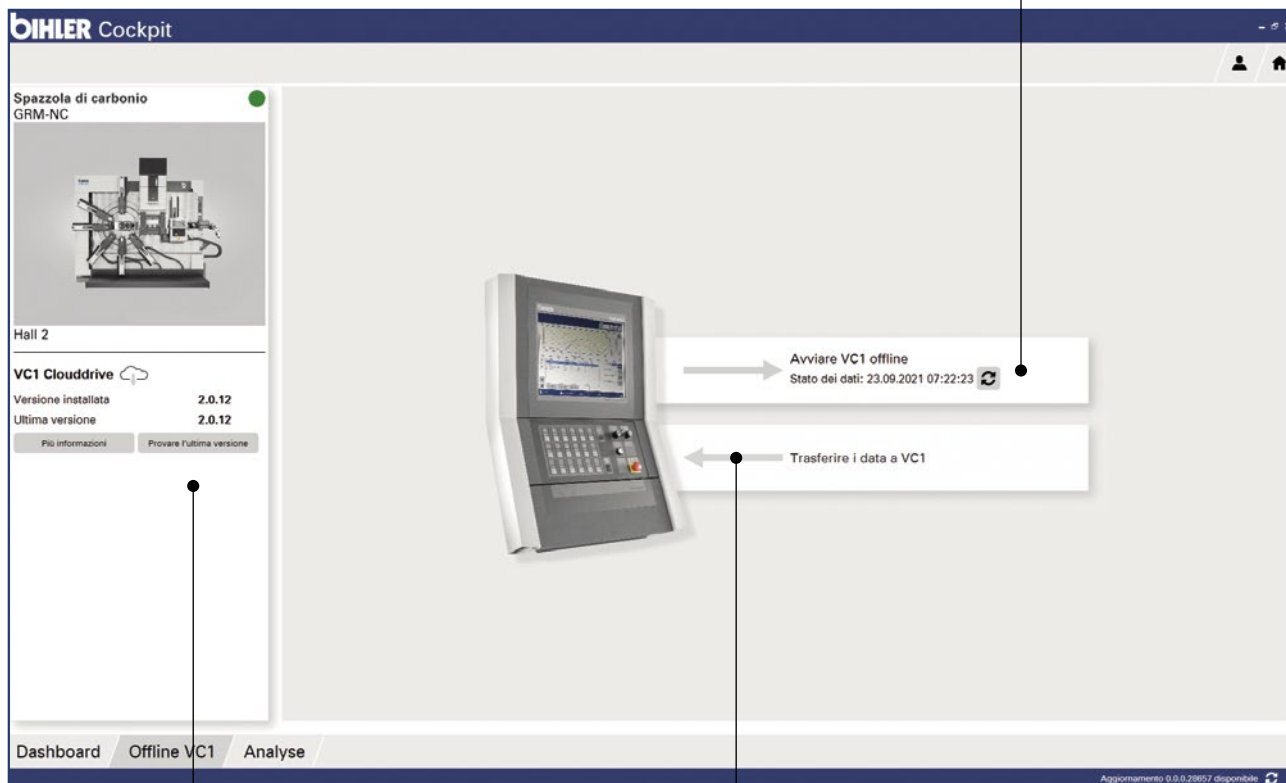 BIHLER Cockpit
Spazzola di carbonio
GRM-NC
Hall 2
VC1 Clouddrive
Versione installata 2.0.12
Ultima versione 2.0.12
Più informazioni Provare l'ultima versione
Avviare VC1 offline
Stato dei dati: 23.09.2021 07:22:23
Trasferire i data a VC1
Dashboard Offline VC1 Analyse
Aggiornamento 0.0.0.28657 disponibile